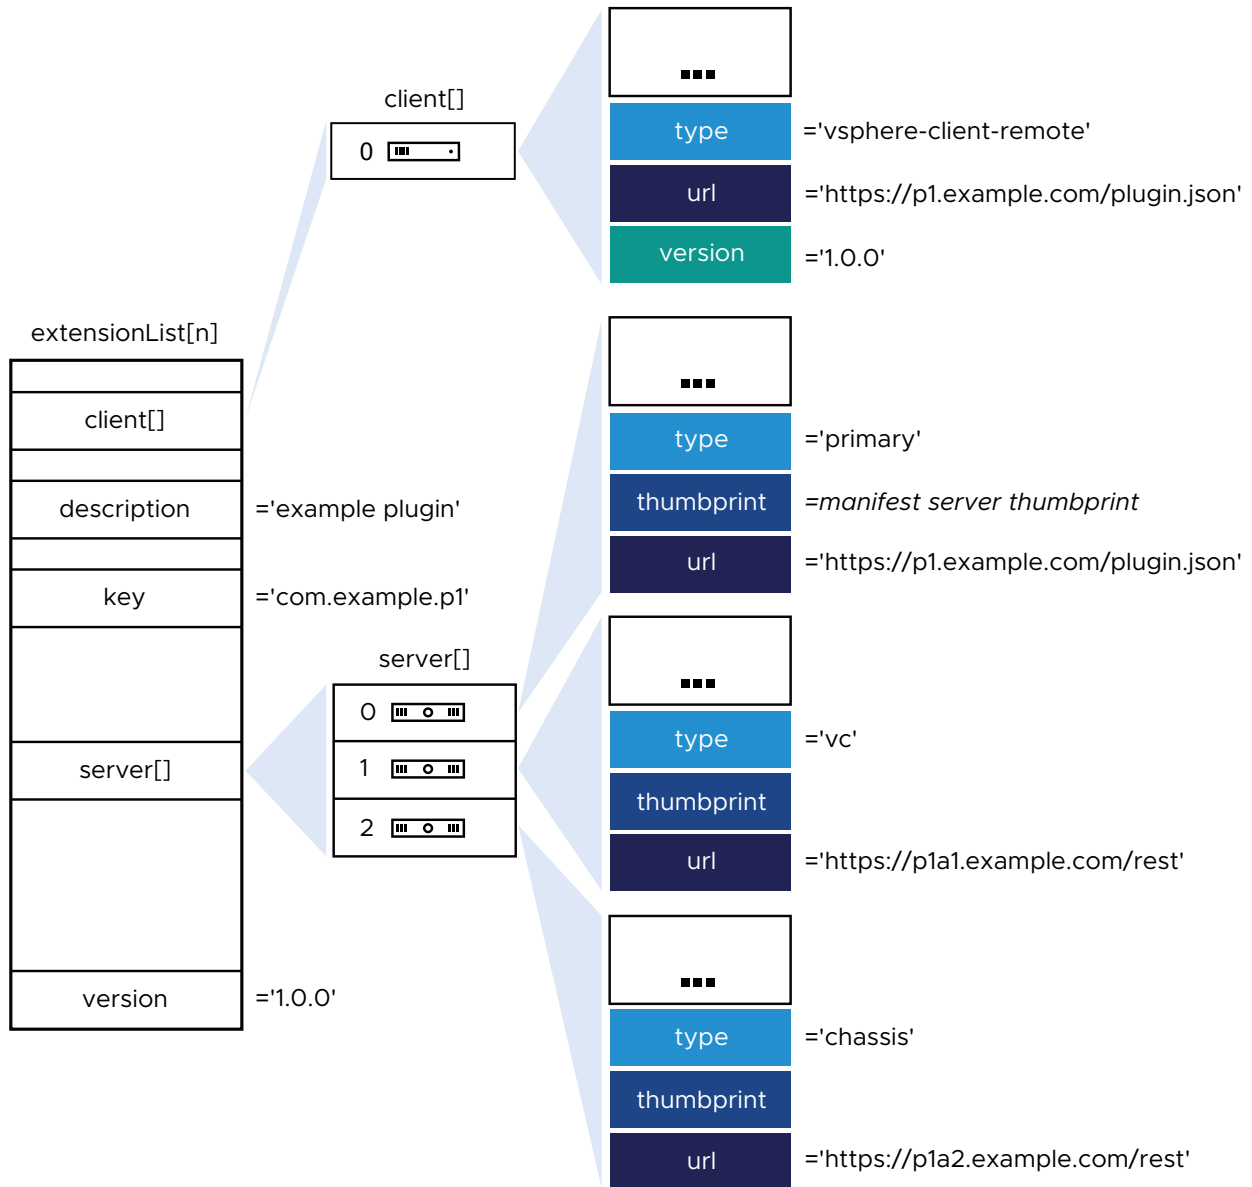 client[]
0
...
type
='vsphere-client-remote'
url
='https://p1.example.com/plugin.json'
version
='1.0.0'
extensionList[n]
client[]
description
='example plugin'
key
='com.example.p1'
server[]
version
='1.0.0'
server[]
0
1
2
...
type
='primary'
thumbprint
=manifest server thumbprint
url
='https://p1.example.com/plugin.json'
...
type
='vc'
thumbprint
url
='https://p1a1.example.com/rest'
...
type
='chassis'
thumbprint
url
='https://p1a2.example.com/rest'